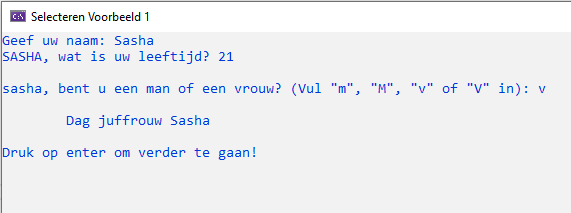 Selecteren Voorbeeld 1
Geef uw naam: Sasha
SASHA, wat is uw leeftijd? 21
sasha, bent u een man of een vrouw? (Vul "m", "M", "v" of "V" in): v
Dag juffrouw Sasha
Druk op enter om verder te gaan!